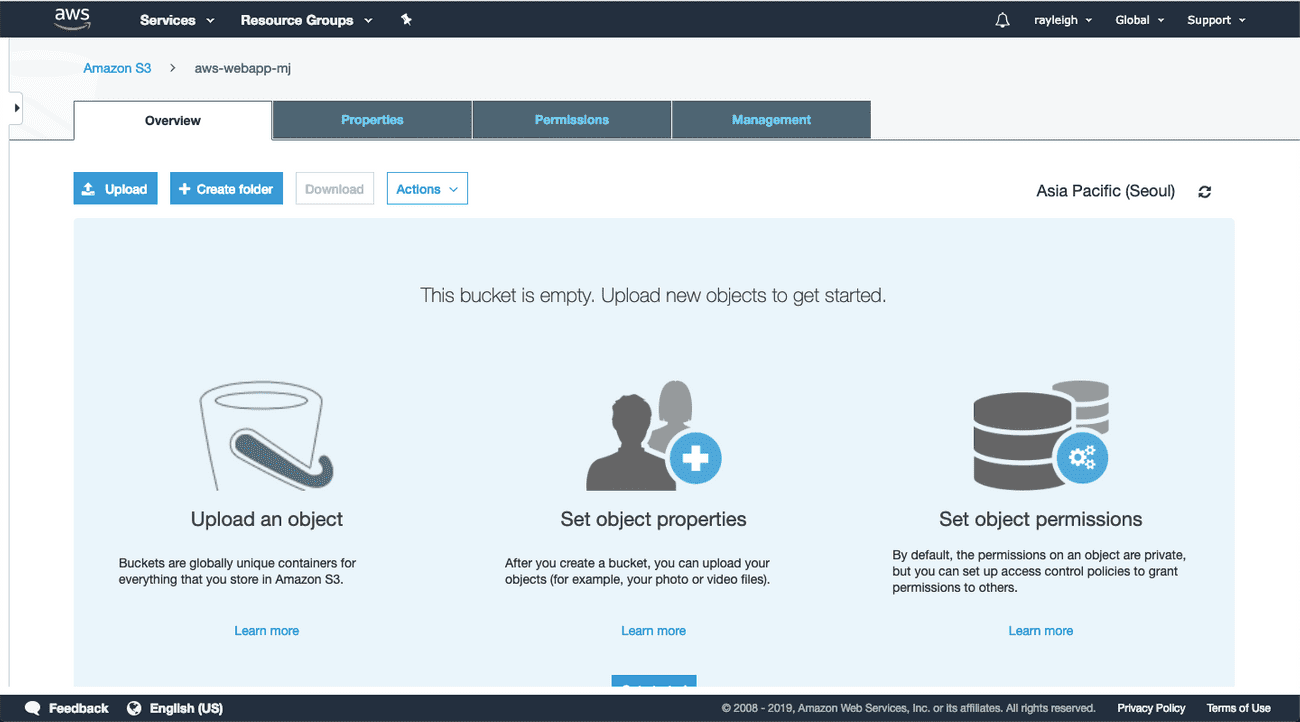 aws Services Resource Groups rayleigh Global Support
Amazon S3 > aws-webapp-mj
Overview Properties Permissions Management
Upload Create folder Download Actions Asia Pacific (Seoul)
This bucket is empty. Upload new objects to get started.
Upload an object
Buckets are globally unique containers for
everything that you store in Amazon S3.
Learn more
Set object properties
After you create a bucket, you can upload your
objects (for example, your photo or video files).
Learn more
Set object permissions
By default, the permissions on an object are private,
but you can set up access control policies to grant
permissions to others.
Learn more
Feedback English (US) © 2008 - 2019, Amazon Web Services, Inc. or its affiliates. All rights reserved. Privacy Policy Terms of Use